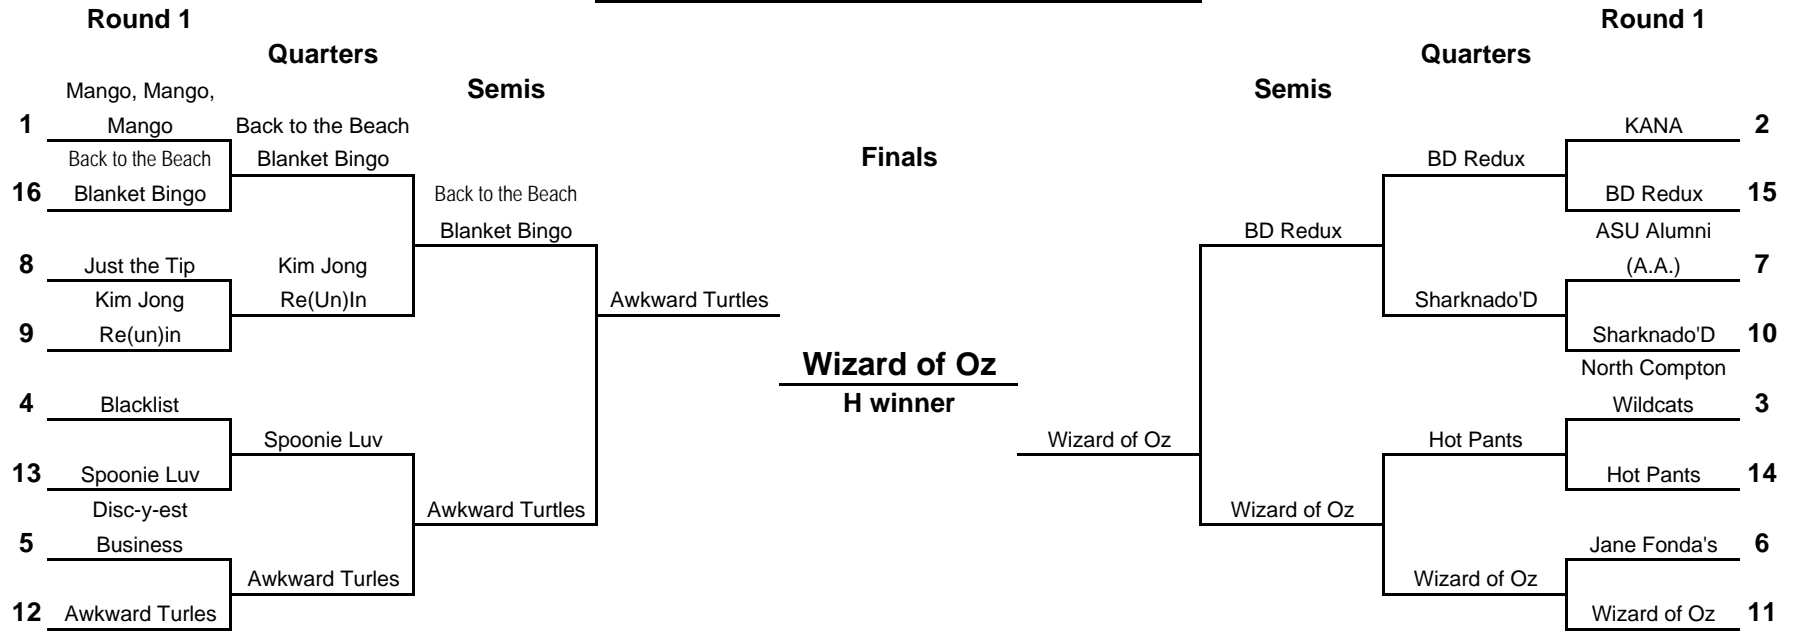 Round 1
Round 1
Quarters
Quarters
Semis
Semis
Mango, Mango,
1 Mango Back to the Beach KANA 2
Back to the Beach Blanket Bingo Finals BD Redux
16 Blanket Bingo Back to the Beach BD Redux 15
Blanket Bingo BD Redux ASU Alumni
8 Just the Tip Kim Jong (A.A.) 7
Kim Jong Re(Un)In Awkward Turtles Sharknado'D
9 Re(un)in Sharknado'D 10
Wizard of Oz North Compton
4 Blacklist H winner Wildcats 3
Spoonie Luv Wizard of Oz Hot Pants
13 Spoonie Luv Hot Pants 14
Disc-y-est Awkward Turtles Wizard of Oz
5 Business Jane Fonda's 6
Awkward Turles Wizard of Oz
12 Awkward Turles Wizard of Oz 11